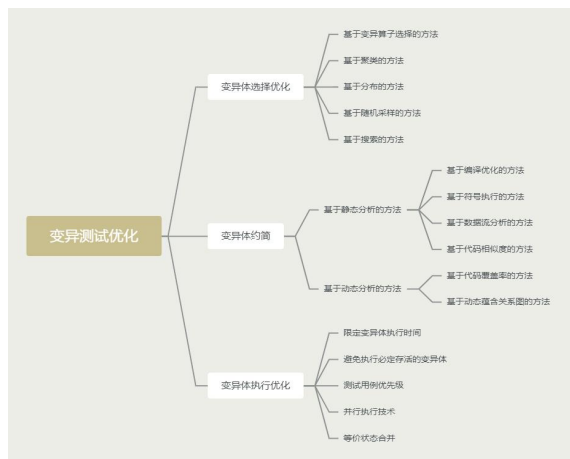 变异测试优化
变异体选择优化
基于变异算子选择的方法
基于聚类的方法
基于分布的方法
基于随机采样的方法
基于搜索的方法
变异体约简
基于静态分析的方法
基于编译优化的方法
基于符号执行的方法
基于数据流分析的方法
基于代码相似度的方法
基于动态分析的方法
基于代码覆盖率的方法
基于动态蕴含关系图的方法
变异体执行优化
限定变异体执行时间
避免执行必定存活的变异体
测试用例优先级
并行执行技术
等价状态合并